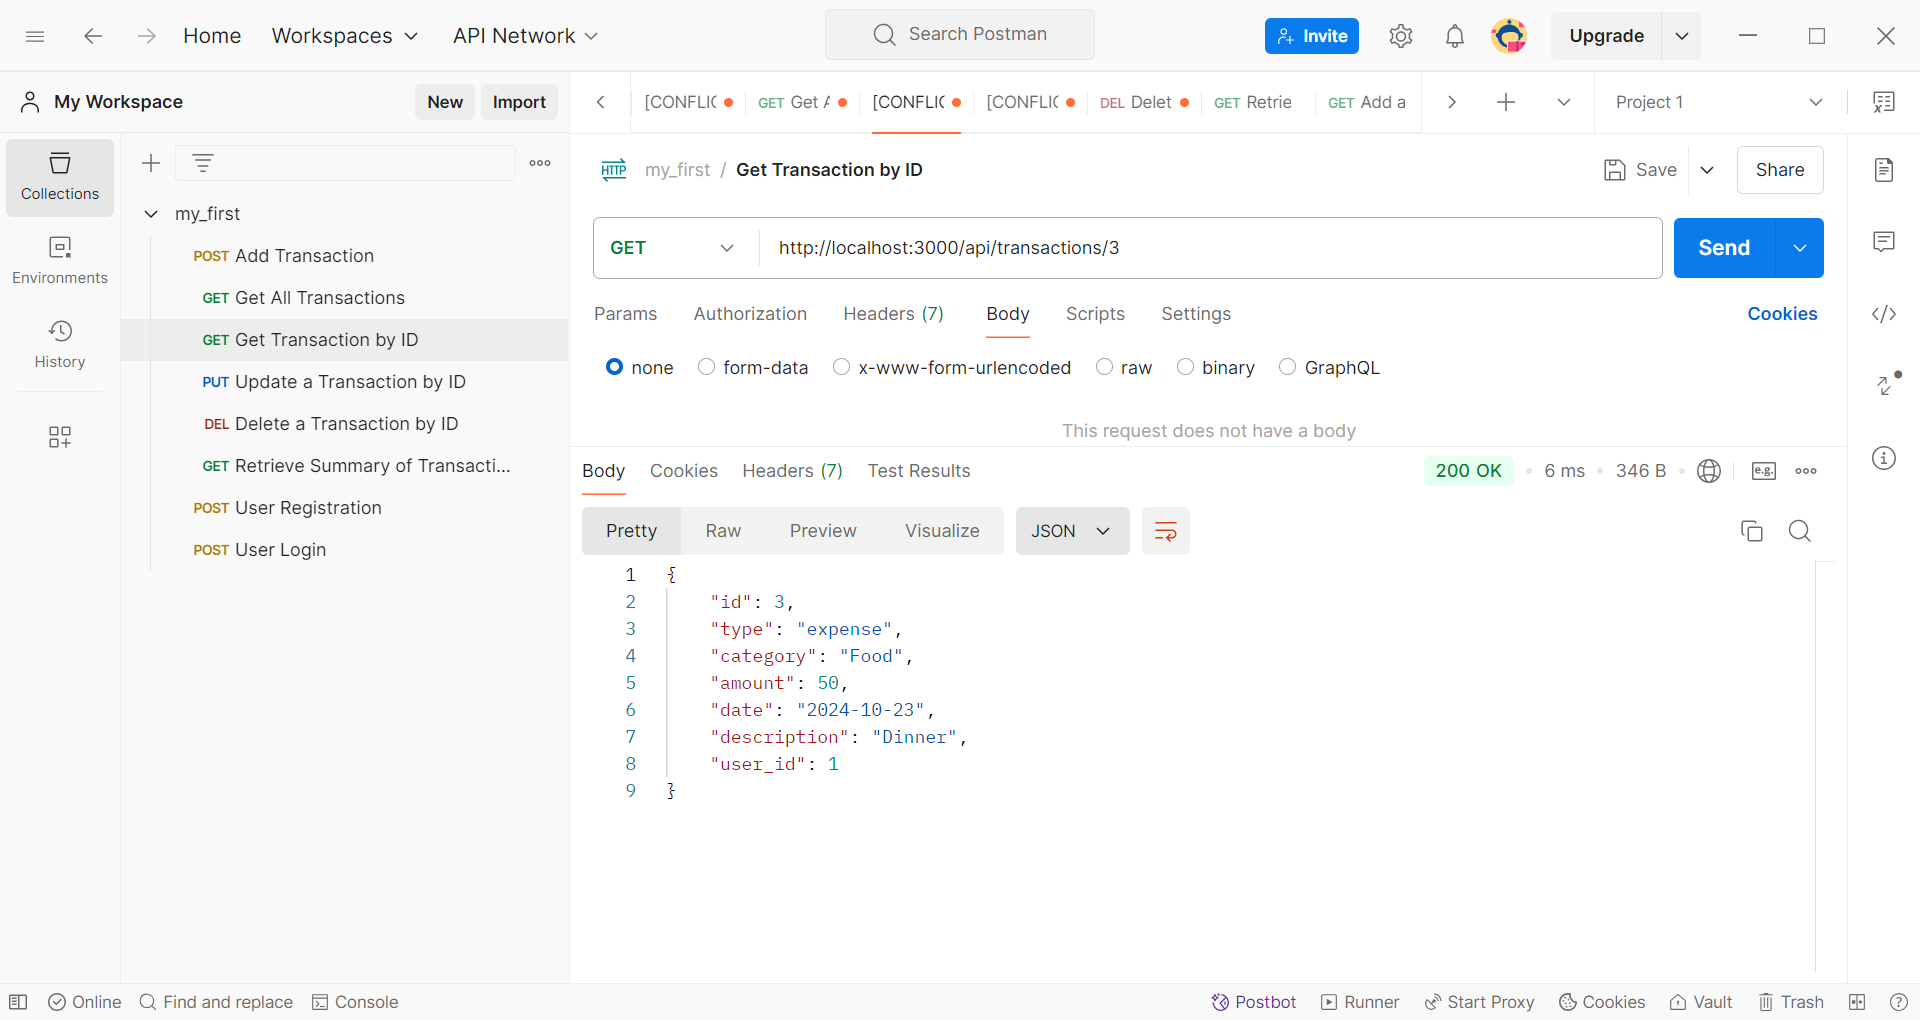 Home Workspaces API Network Search Postman Invite Upgrade
My Workspace New Import [CONFLIC GET Get A [CONFLIC [CONFLIC DEL Delet GET Retrie GET Add a Project 1
Collections
Environments
History
my_first
POST Add Transaction
GET Get All Transactions
GET Get Transaction by ID
PUT Update a Transaction by ID
DEL Delete a Transaction by ID
GET Retrieve Summary of Transacti...
POST User Registration
POST User Login
HTTP my_first / Get Transaction by ID Save Share
GET http://localhost:3000/api/transactions/3 Send
Params Authorization Headers (7) Body Scripts Settings Cookies
none form-data x-www-form-urlencoded raw binary GraphQL
This request does not have a body
Body Cookies Headers (7) Test Results 200 OK 6 ms 346 B e.g.
Pretty Raw Preview Visualize JSON
1 {
2 "id": 3,
3 "type": "expense",
4 "category": "Food",
5 "amount": 50,
6 "date": "2024-10-23",
7 "description": "Dinner",
8 "user_id": 1
9 }
Online Find and replace Console Postbot Runner Start Proxy Cookies Vault Trash